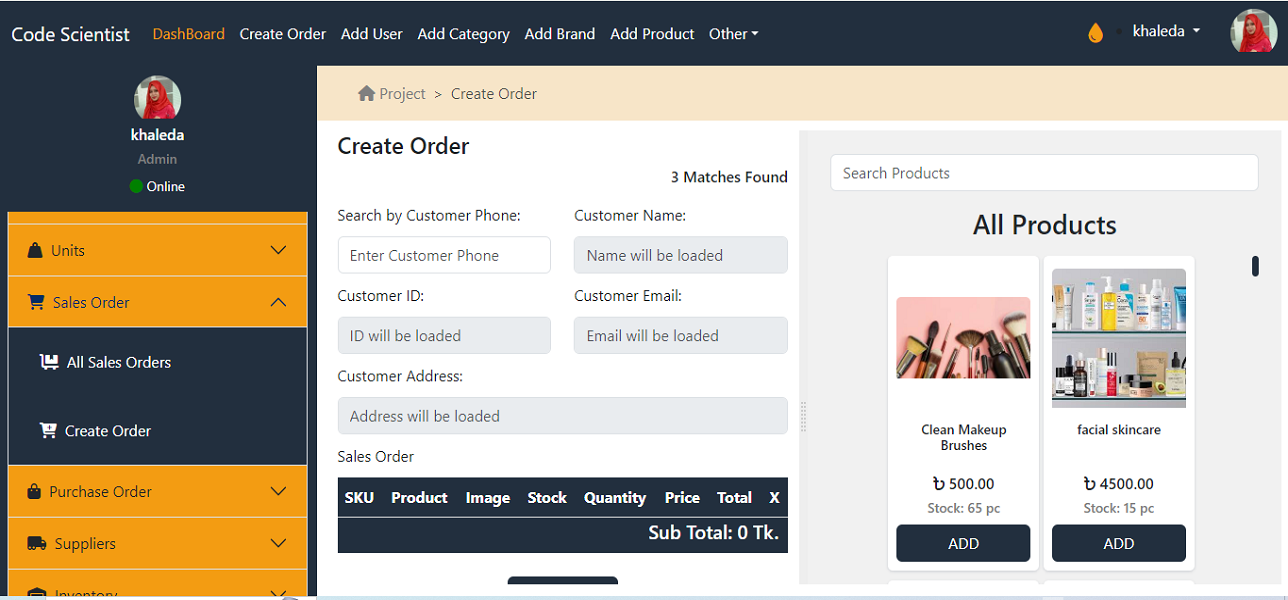 Code Scientist DashBoard Create Order Add User Add Category Add Brand Add Product Other khaleda
khaleda
Admin
Online
Units
Sales Order
All Sales Orders
Create Order
Purchase Order
Suppliers
Inventory
Project > Create Order
Create Order
3 Matches Found
Search by Customer Phone: Customer Name:
Enter Customer Phone Name will be loaded
Customer ID: Customer Email:
ID will be loaded Email will be loaded
Customer Address:
Address will be loaded
Sales Order
SKU Product Image Stock Quantity Price Total X
Sub Total: 0 Tk.
Search Products
All Products
Clean Makeup
Brushes
৳ 500.00
Stock: 65 pc
ADD
facial skincare
৳ 4500.00
Stock: 15 pc
ADD